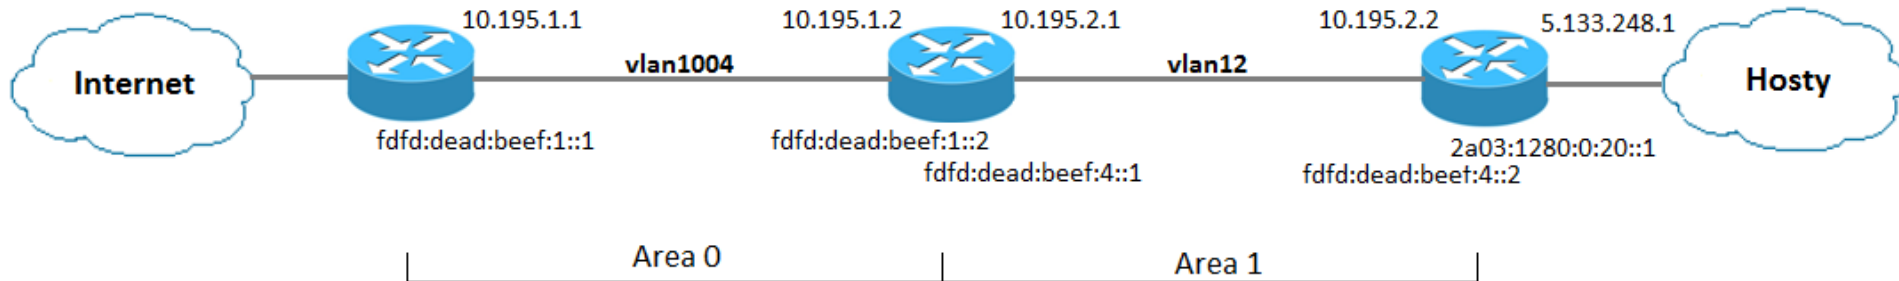 10.195.1.1 10.195.1.2 10.195.2.1 10.195.2.2 5.133.248.1
Internet vlan1004 vlan12 Hosty
fdfd:dead:beef:1::1 fdfd:dead:beef:1::2 2a03:1280:0:20::1
fdfd:dead:beef:4::1 fdfd:dead:beef:4::2
Area 0 Area 1